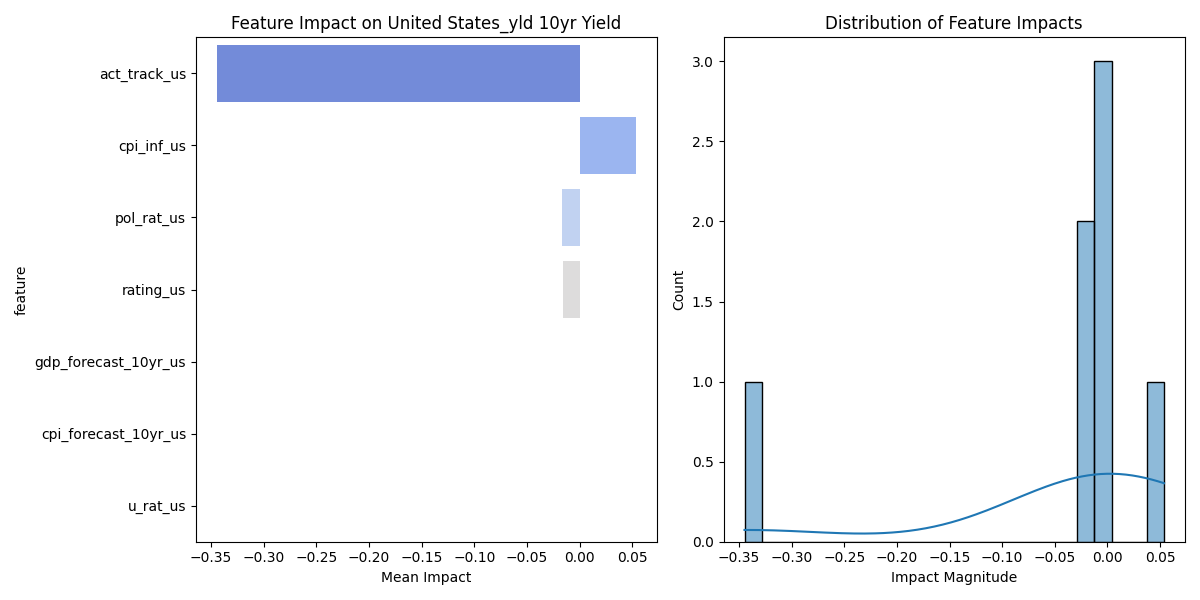 Feature Impact on United States_yld 10yr Yield
feature
act_track_us
cpi_inf_us
pol_rat_us
rating_us
gdp_forecast_10yr_us
cpi_forecast_10yr_us
u_rat_us
−0.35 −0.30 −0.25 −0.20 −0.15 −0.10 −0.05 0.00 0.05
Mean Impact
Distribution of Feature Impacts
Count
3.0
2.5
2.0
1.5
1.0
0.5
0.0
−0.35 −0.30 −0.25 −0.20 −0.15 −0.10 −0.05 0.00 0.05
Impact Magnitude